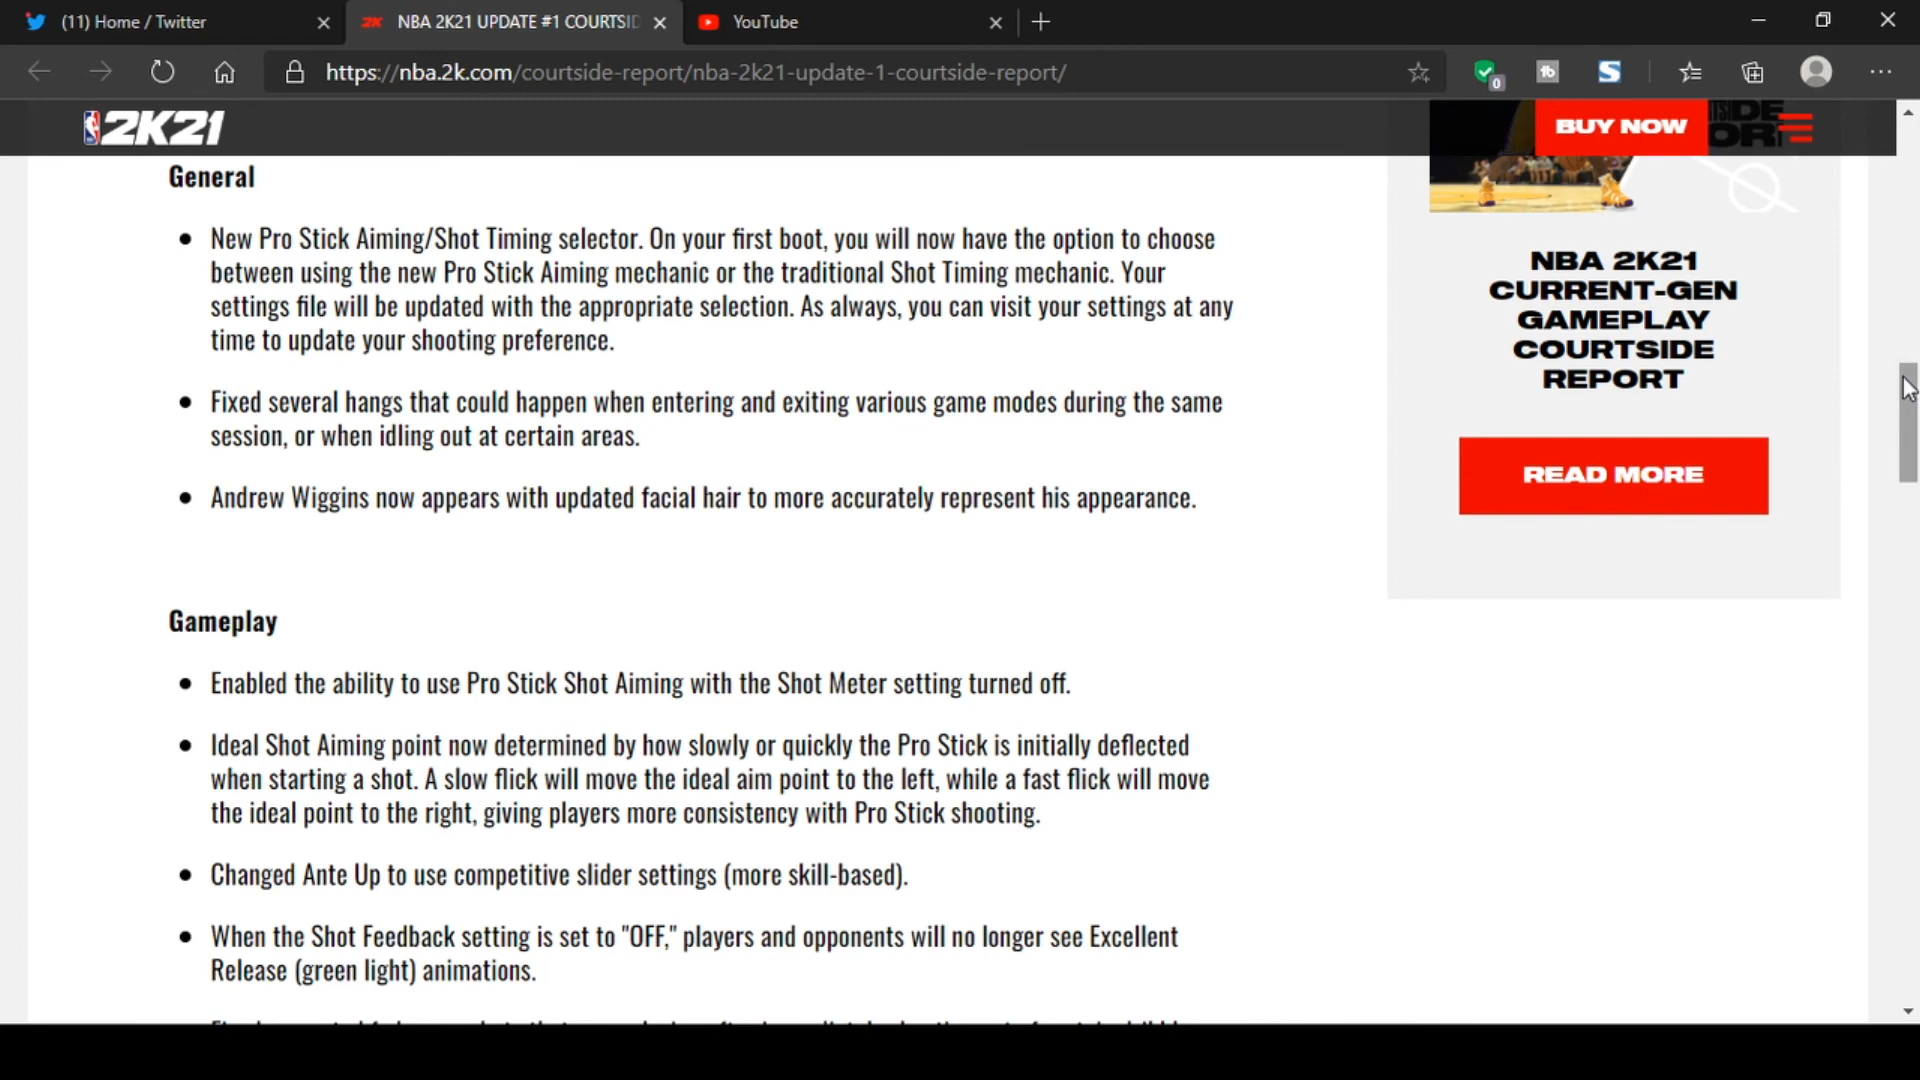 (11) Home / Twitter
NBA 2K21 UPDATE #1 COURTSID
YouTube
https://nba.2k.com/courtside-report/nba-2k21-update-1-courtside-report/
0
tb
S
2K21
BUY NOW
General
• New Pro Stick Aiming/Shot Timing selector. On your first boot, you will now have the option to choose
between using the new Pro Stick Aiming mechanic or the traditional Shot Timing mechanic. Your
settings file will be updated with the appropriate selection. As always, you can visit your settings at any
time to update your shooting preference.
• Fixed several hangs that could happen when entering and exiting various game modes during the same
session, or when idling out at certain areas.
• Andrew Wiggins now appears with updated facial hair to more accurately represent his appearance.
NBA 2K21
CURRENT-GEN
GAMEPLAY
COURTSIDE
REPORT
READ MORE
Gameplay
• Enabled the ability to use Pro Stick Shot Aiming with the Shot Meter setting turned off.
• Ideal Shot Aiming point now determined by how slowly or quickly the Pro Stick is initially deflected
when starting a shot. A slow flick will move the ideal aim point to the left, while a fast flick will move
the ideal point to the right, giving players more consistency with Pro Stick shooting.
• Changed Ante Up to use competitive slider settings (more skill-based).
• When the Shot Feedback setting is set to "OFF," players and opponents will no longer see Excellent
Release (green light) animations.